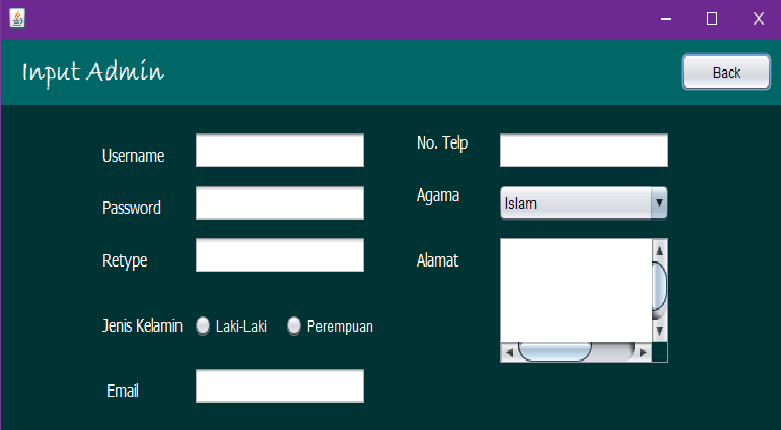 Input Admin
Back
Username
No. Telp
Password
Agama
Islam
Retype
Alamat
Jenis Kelamin
Laki-Laki
Perempuan
Email